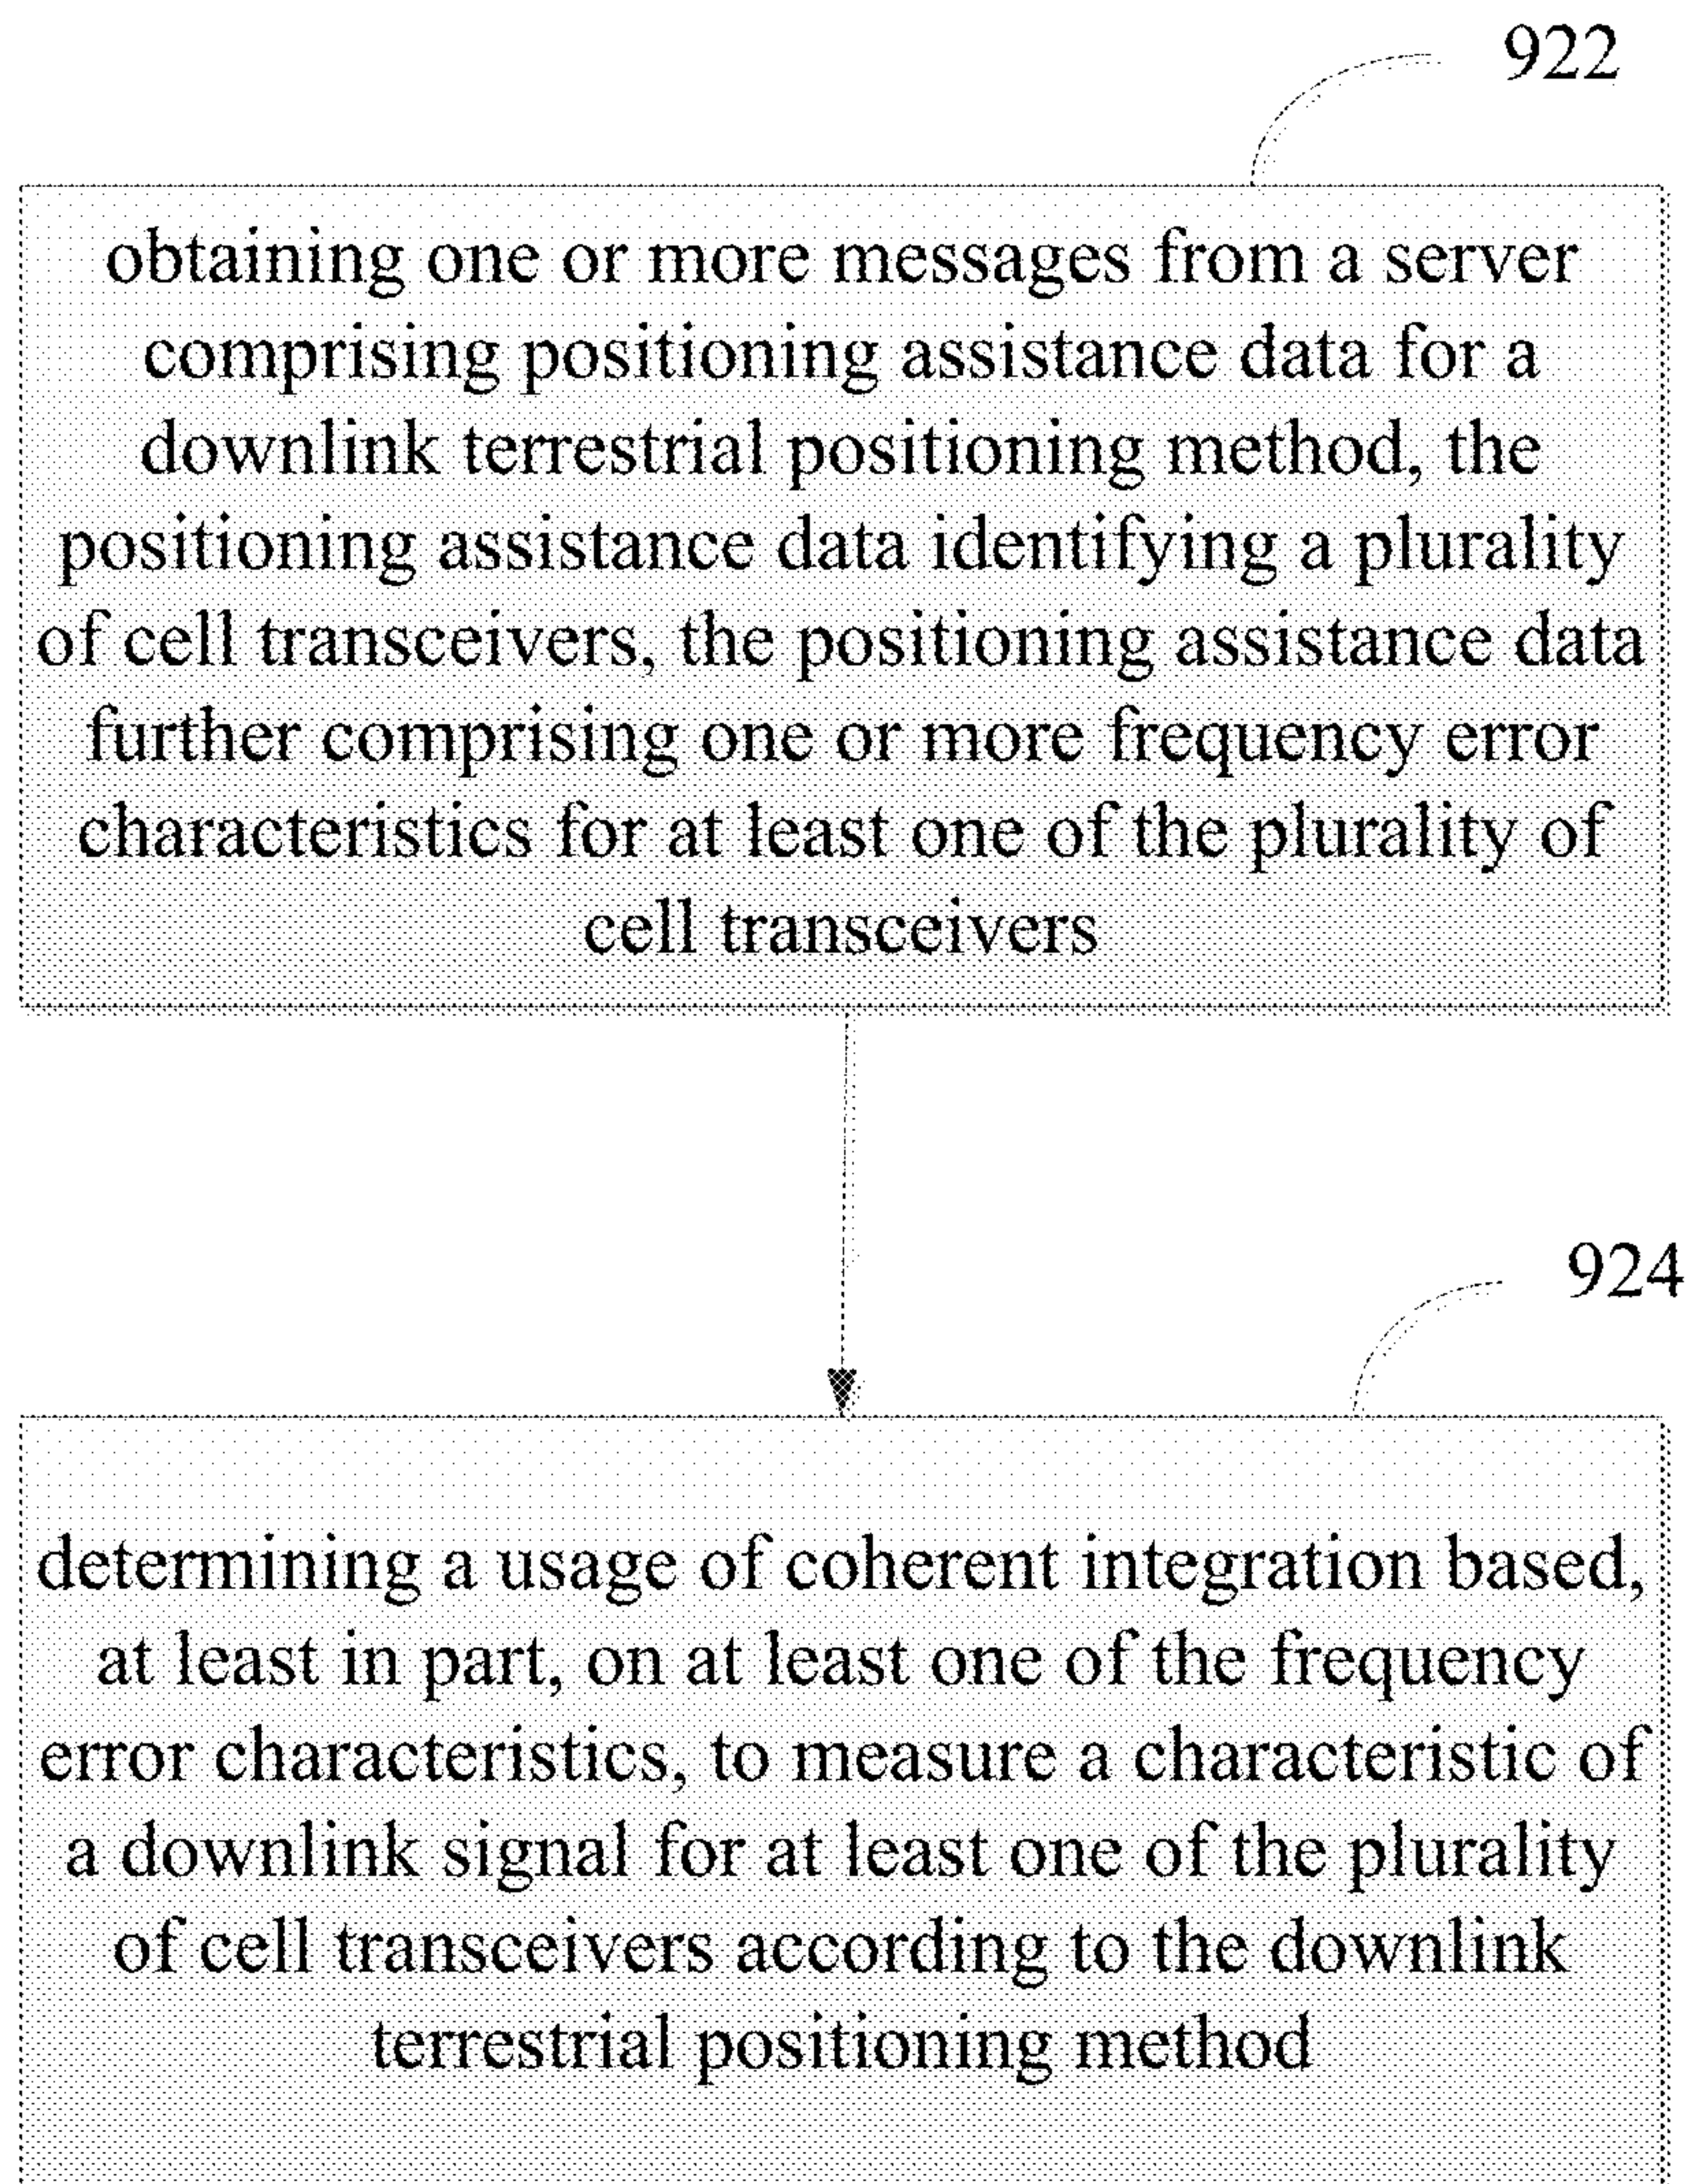 922
obtaining one or more messages from a server
comprising positioning assistance data for a
downlink terrestrial positioning method, the
positioning assistance data identifying a plurality
of cell transceivers, the positioning assistance data
further comprising one or more frequency error
characteristics for at least one of the plurality of
cell transceivers
924
determining a usage of coherent integration based,
at least in part, on at least one of the frequency
error characteristics, to measure a characteristic of
a downlink signal for at least one of the plurality
of cell transceivers according to the downlink
terrestrial positioning method